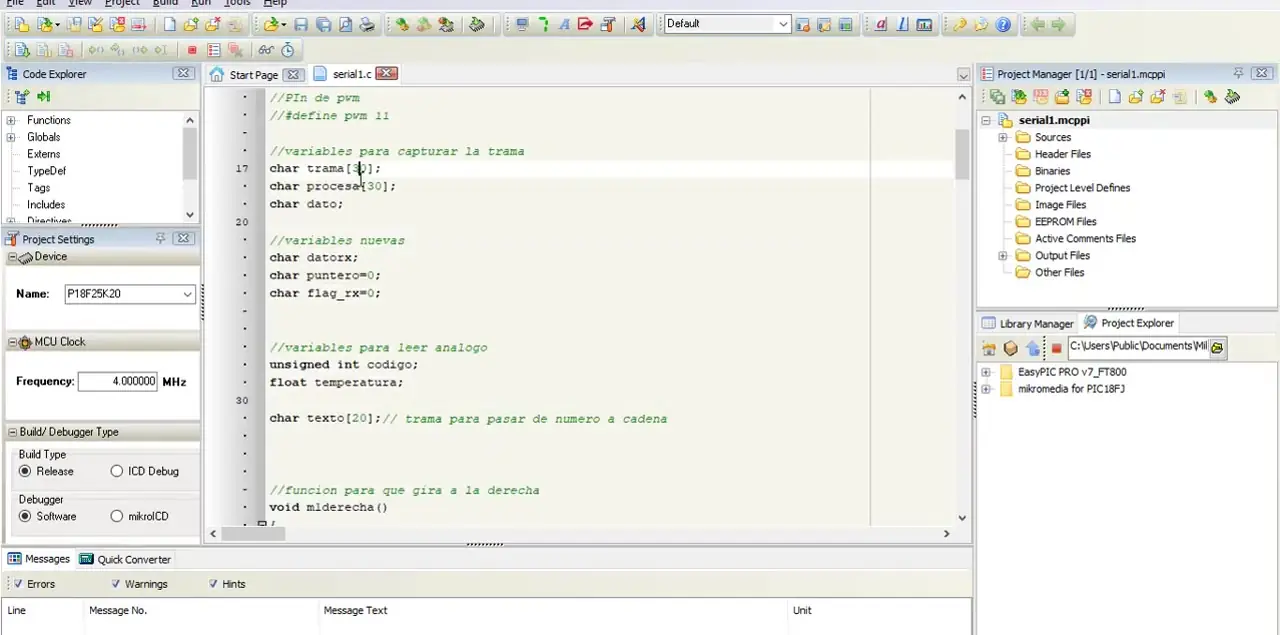 File Edit View Project Build Run Tools Help
Default
Code Explorer
Functions
Globals
Externs
TypeDef
Tags
Includes
Directives
Project Settings
Device
Name: P18F25K20
MCU Clock
Frequency: 4.000000 MHz
Build/ Debugger Type
Build Type
Release ICD Debug
Debugger
Software mikroICD
Start Page serial1.c
//PIn de pwm
//#define pwm 11
//variables para capturar la trama
17 char trama[30];
char procesa[30];
char dato;
20
//variables nuevas
char datorx;
char puntero=0;
char flag_rx=0;
//variables para leer analogo
unsigned int codigo;
float temperatura;
30
char texto[20];// trama para pasar de numero a cadena
//funcion para que gira a la derecha
void m1derecha()
{
Project Manager [1/1] - serial1.mcppi
serial1.mcppi
Sources
Header Files
Binaries
Project Level Defines
Image Files
EEPROM Files
Active Comments Files
Output Files
Other Files
Library Manager Project Explorer
C:\Users\Public\Documents\Mi
EasyPIC PRO v7_FT800
mikromedia for PIC18FJ
Messages Quick Converter
Errors Warnings Hints
Line Message No. Message Text Unit